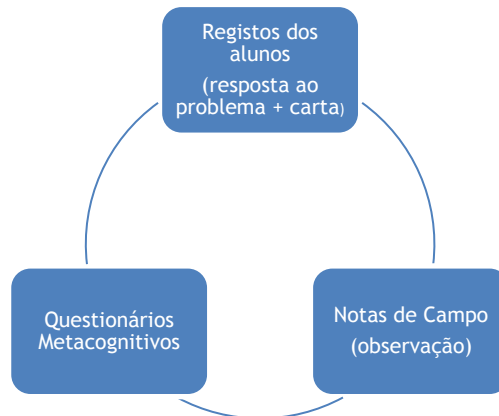 Registos dos
alunos
(resposta ao
problema + carta)
Questionários
Metacognitivos
Notas de Campo
(observação)